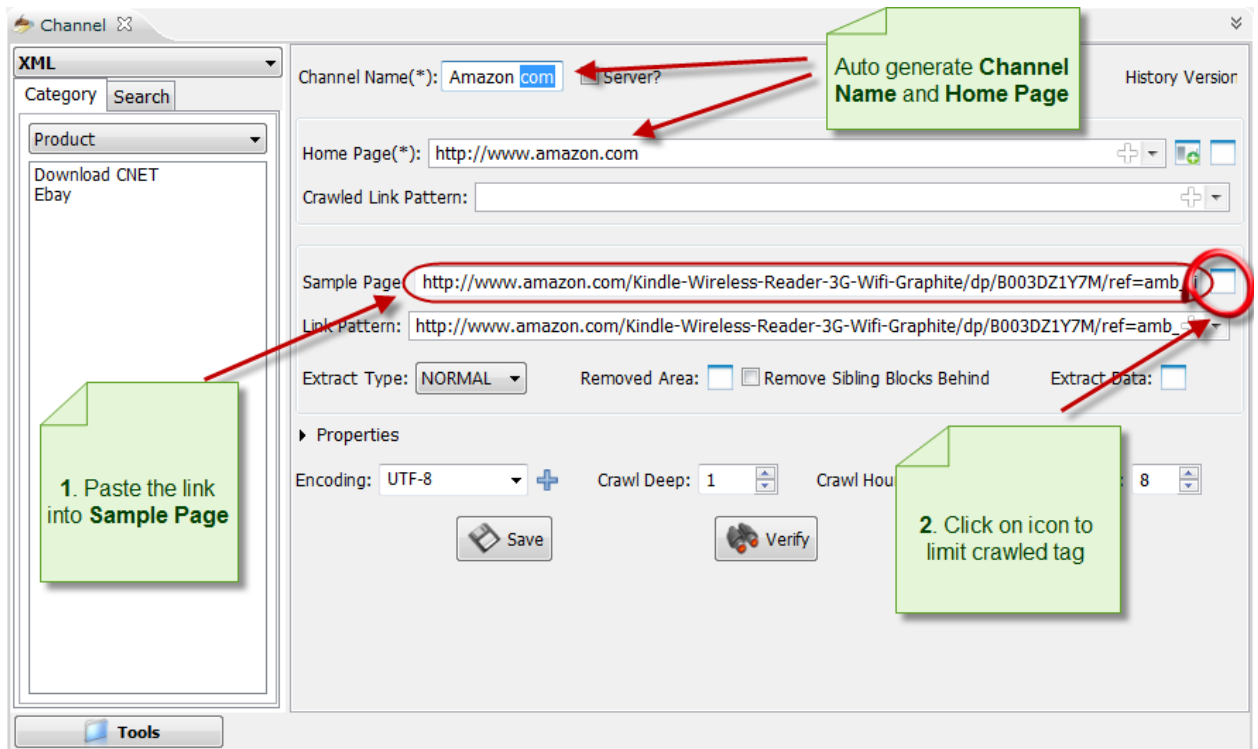 Channel
XML
Category Search
Product
Download CNET
Ebay
Tools
Channel Name(*): Amazon com Server? History Version
Auto generate Channel
Name and Home Page
Home Page(*): http://www.amazon.com
Crawled Link Pattern:
Sample Page http://www.amazon.com/Kindle-Wireless-Reader-3G-Wifi-Graphite/dp/B003DZ1Y7M/ref=amb_
Link Pattern: http://www.amazon.com/Kindle-Wireless-Reader-3G-Wifi-Graphite/dp/B003DZ1Y7M/ref=amb_
Extract Type: NORMAL Removed Area: Remove Sibling Blocks Behind Extract Data:
Properties
Encoding: UTF-8 Crawl Deep: 1 Crawl Hou : 8
Save Verify
1. Paste the link
into Sample Page
2. Click on icon to
limit crawled tag